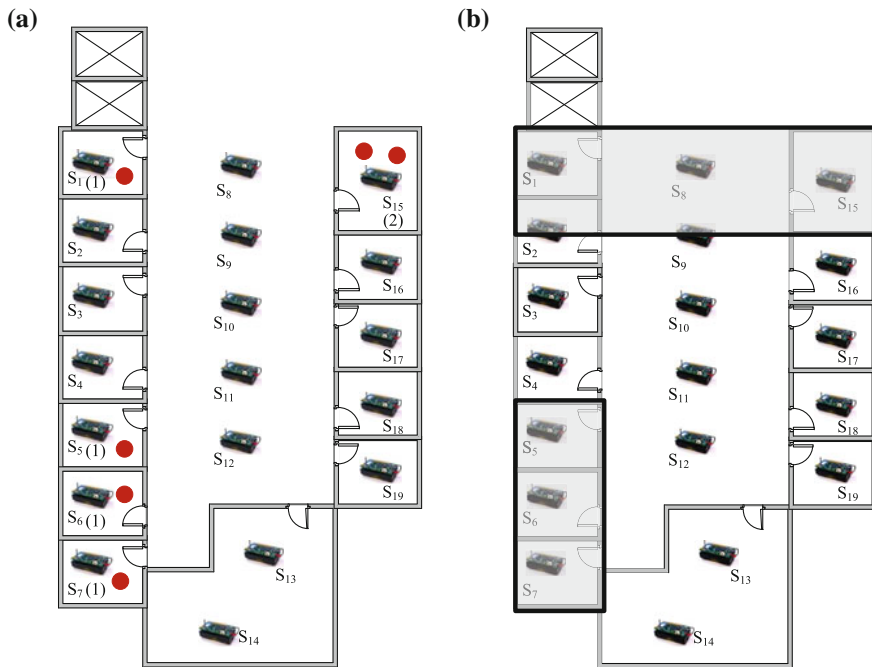 (a)
S1 (1)
S2
S3
S4
S5 (1)
S6 (1)
S7 (1)
S8
S9
S10
S11
S12
S13
S14
S15
(2)
S16
S17
S18
S19
(b)
S1
S2
S3
S4
S5
S6
S7
S8
S9
S10
S11
S12
S13
S14
S15
S16
S17
S18
S19